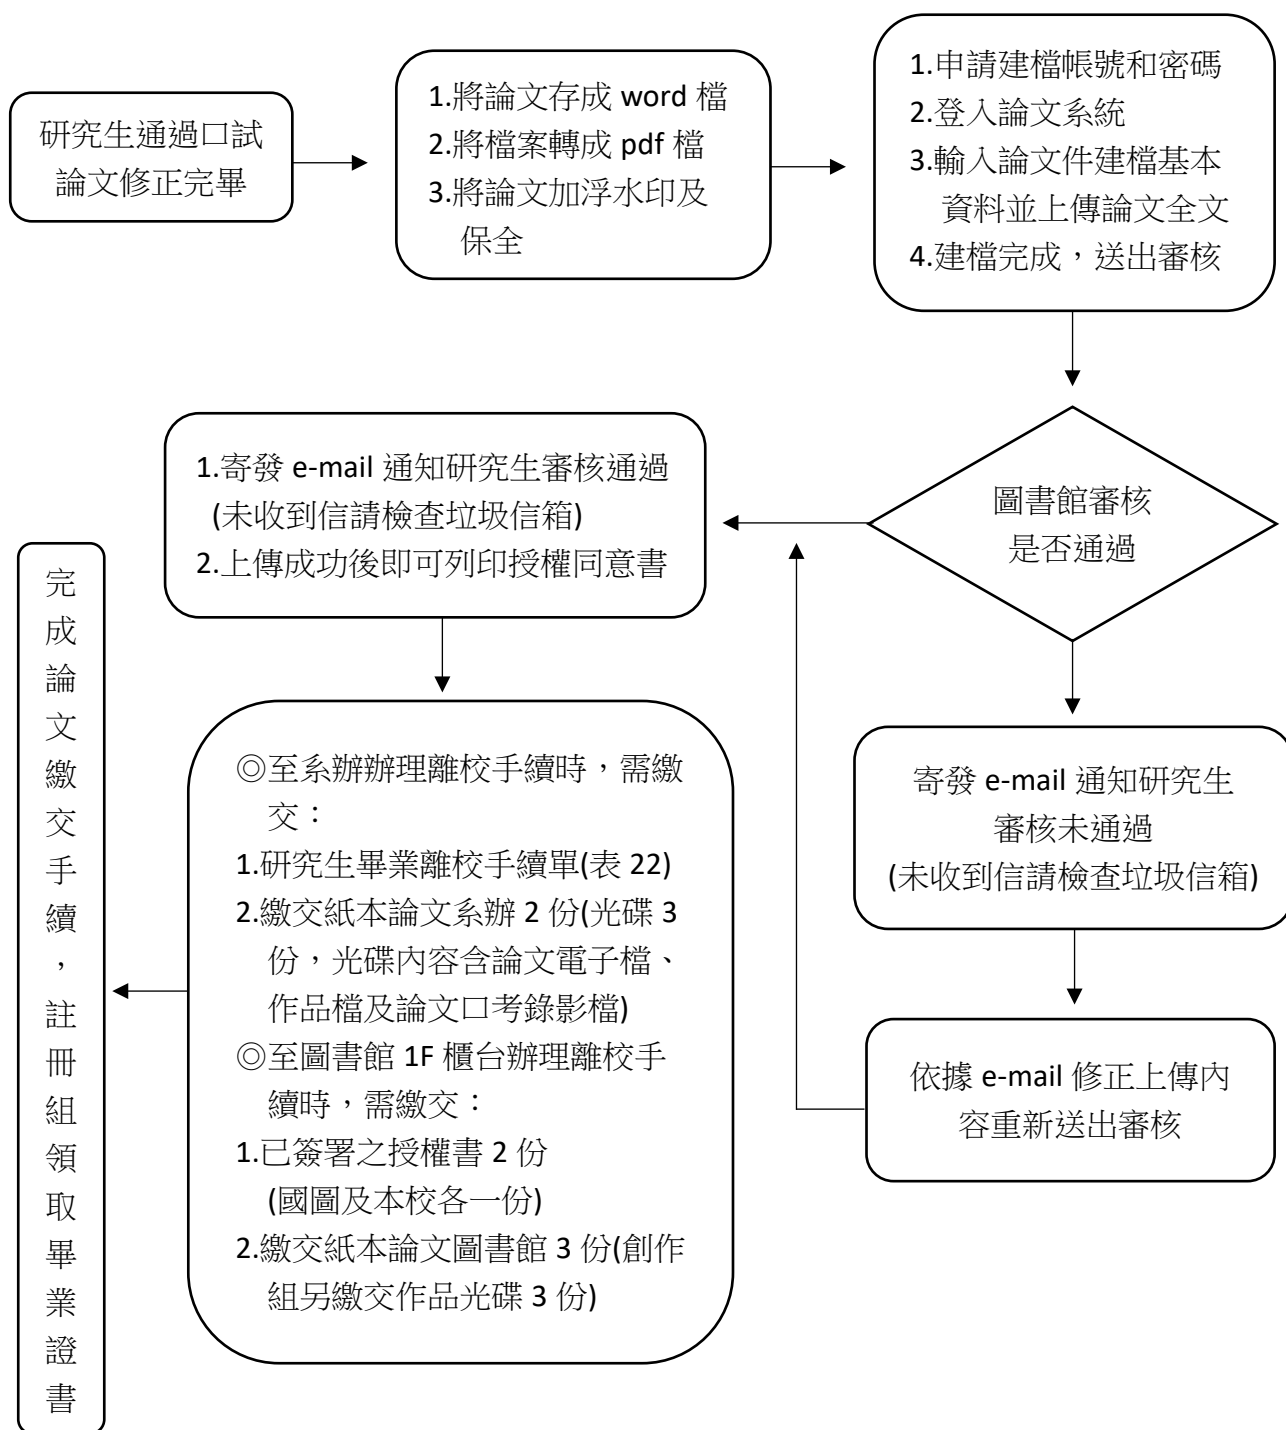 研究生通過口試
論文修正完畢
1.將論文存成 word 檔
2.將檔案轉成 pdf 檔
3.將論文加浮水印及
保全
1.申請建檔帳號和密碼
2.登入論文系統
3.輸入論文件建檔基本
資料並上傳論文全文
4.建檔完成，送出審核
圖書館審核
是否通過
1.寄發 e-mail 通知研究生審核通過
(未收到信請檢查垃圾信箱)
2.上傳成功後即可列印授權同意書
寄發 e-mail 通知研究生
審核未通過
(未收到信請檢查垃圾信箱)
依據 e-mail 修正上傳內
容重新送出審核
◎至系辦辦理離校手續時，需繳
交：
1.研究生畢業離校手續單(表 22)
2.繳交紙本論文系辦 2 份(光碟 3
份，光碟內容含論文電子檔、
作品檔及論文口考錄影檔)
◎至圖書館 1F 櫃台辦理離校手
續時，需繳交：
1.已簽署之授權書 2 份
(國圖及本校各一份)
2.繳交紙本論文圖書館 3 份(創作
組另繳交作品光碟 3 份)
完成論文繳交手續，註冊組領取畢業證書